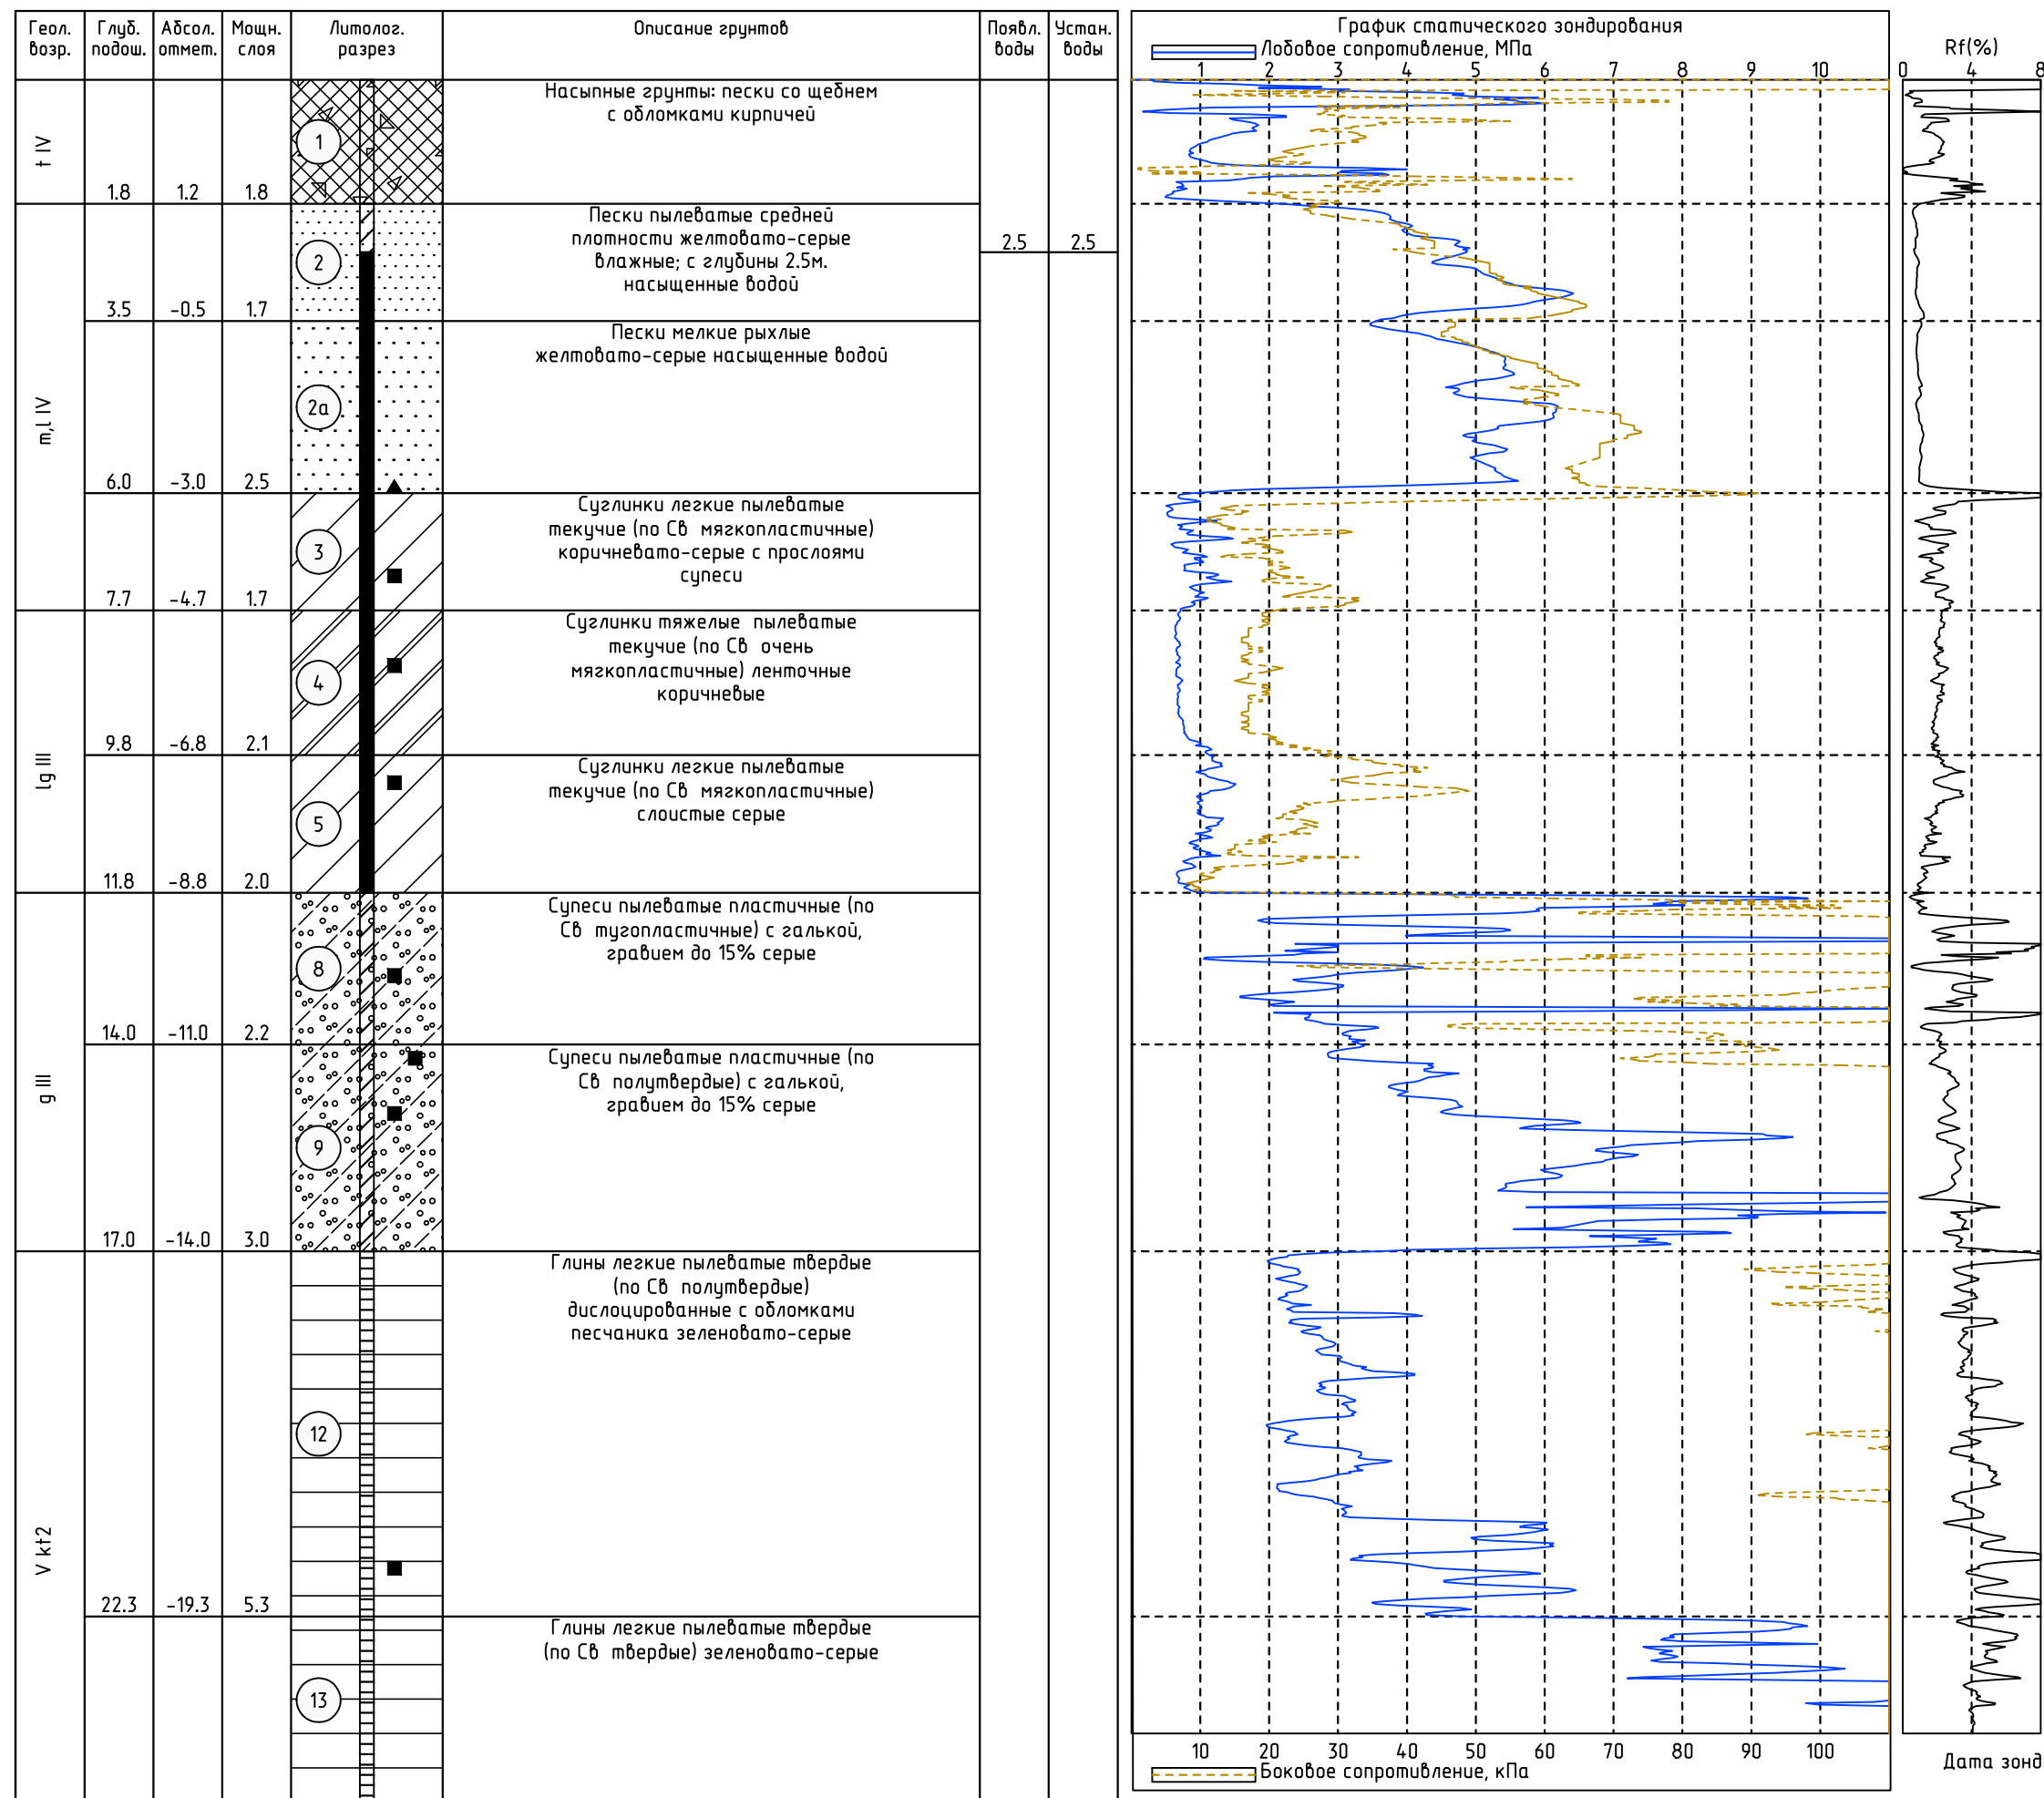 Геол. возр.
Глуб. подош.
Абсол. отмет.
Мощн. слоя
Литолог. разрез
Описание грунтов
Появл. воды
Устан. воды
График статического зондирования
Лобовое сопротивление, МПа
1 2 3 4 5 6 7 8 9 10
Rf(%)
0 4 8
t IV
1.8 1.2 1.8
1
Насыпные грунты: пески со щебнем
с обломками кирпичей
m,l IV
3.5 -0.5 1.7
2
Пески пылеватые средней
плотности желтовато-серые
влажные; с глубины 2.5м.
насыщенные водой
2.5 2.5
6.0 -3.0 2.5
2а
Пески мелкие рыхлые
желтовато-серые насыщенные водой
7.7 -4.7 1.7
3
Суглинки легкие пылеватые
текучие (по Св мягкопластичные)
коричневато-серые с прослоями
супеси
lg III
9.8 -6.8 2.1
4
Суглинки тяжелые пылеватые
текучие (по Св очень
мягкопластичные) ленточные
коричневые
11.8 -8.8 2.0
5
Суглинки легкие пылеватые
текучие (по Св мягкопластичные)
слоистые серые
g III
14.0 -11.0 2.2
8
Супеси пылеватые пластичные (по
Св тугопластичные) с галькой,
гравием до 15% серые
17.0 -14.0 3.0
9
Супеси пылеватые пластичные (по
Св полутвердые) с галькой,
гравием до 15% серые
V kt2
22.3 -19.3 5.3
12
Глины легкие пылеватые твердые
(по Св полутвердые)
дислоцированные с обломками
песчаника зеленовато-серые
13
Глины легкие пылеватые твердые
(по Св твердые) зеленовато-серые
10 20 30 40 50 60 70 80 90 100
Боковое сопротивление, кПа
Дата зонд